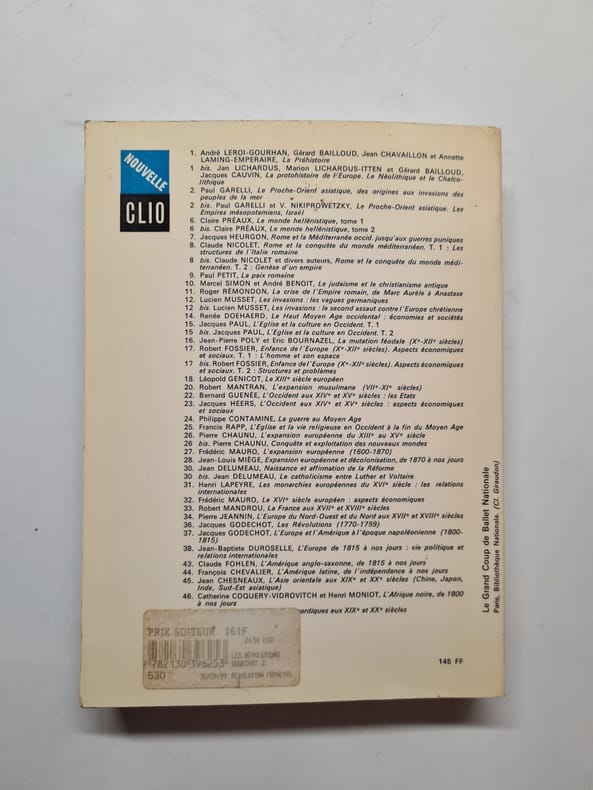 NOUVELLE
CLIO
1. André LEROI-GOURHAN, Gérard BAILLOUD, Jean CHAVAILLON et Annette
LAMING-EMPERAIRE, La Préhistoire
1 bis. Jan LICHARDUS, Marion LICHARDUS-ITTEN et Gérard BAILLOUD,
Jacques CAUVIN, La protohistoire de l'Europe. Le Néolithique et le Chalco-
lithique
2. Paul GARELLI, Le Proche-Orient asiatique, des origines aux invasions des
peuples de la mer
2 bis. Paul GARELLI et V. NIKIPROWETZKY, Le Proche-Orient asiatique. Les
Empires mésopotamiens, Israël
6. Claire PRÉAUX, Le monde hellénistique, tome 1
6 bis. Claire PRÉAUX, Le monde hellénistique, tome 2
7. Jacques HEURGON, Rome et la Méditerranée occid. jusqu'aux guerres puniques
8. Claude NICOLET, Rome et la conquête du monde méditerranéen. T. 1 : Les
structures de l'Italie romaine
8 bis. Claude NICOLET et divers auteurs, Rome et la conquête du monde médi-
terranéen. T. 2 : Genèse d'un empire
9. Paul PETIT, La paix romaine
10. Marcel SIMON et André BENOIT, Le judaïsme et le christianisme antique
11. Roger RÉMONDON, La crise de l'Empire romain, de Marc Aurèle à Anastase
12. Lucien MUSSET, Les invasions : les vagues germaniques
12 bis. Lucien MUSSET, Les invasions : le second assaut contre l'Europe chrétienne
14. Renée DOEHAERD, Le Haut Moyen Age occidental : économies et sociétés
15. Jacques PAUL, L'Eglise et la culture en Occident. T. 1
15 bis. Jacques PAUL, L'Eglise et la culture en Occident. T. 2
16. Jean-Pierre POLY et Eric BOURNAZEL, La mutation féodale (Xe-XIIe siècles)
17. Robert FOSSIER, Enfance de l'Europe (Xe-XIIe siècles). Aspects économiques
et sociaux. T. 1 : L'homme et son espace
17 bis. Robert FOSSIER, Enfance de l'Europe (Xe-XIIe siècles). Aspects économiques
et sociaux. T. 2 : Structures et problèmes
18. Léopold GENICOT, Le XIIIe siècle européen
20. Robert MANTRAN, L'expansion musulmane (VIIe-XIe siècles)
22. Bernard GUENÉE, L'Occident aux XIVe et XVe siècles : les Etats
23. Jacques HEERS, L'Occident aux XIVe et XVe siècles : aspects économiques
et sociaux
24. Philippe CONTAMINE, La guerre au Moyen Age
25. Francis RAPP, L'Eglise et la vie religieuse en Occident à la fin du Moyen Age
26. Pierre CHAUNU, L'expansion européenne du XIIIe au XVe siècle
26 bis. Pierre CHAUNU, Conquête et exploitation des nouveaux mondes
27. Frédéric MAURO, L'expansion européenne (1600-1870)
28. Jean-Louis MIÈGE, Expansion européenne et décolonisation, de 1870 à nos jours
30. Jean DELUMEAU, Naissance et affirmation de la Réforme
30 bis. Jean DELUMEAU, Le catholicisme entre Luther et Voltaire
31. Henri LAPEYRE, Les monarchies européennes du XVIe siècle : les relations
internationales
32. Frédéric MAURO, Le XVIe siècle européen : aspects économiques
33. Robert MANDROU, La France aux XVIIe et XVIIIe siècles
34. Pierre JEANNIN, L'Europe du Nord-Ouest et du Nord aux XVIIe et XVIIIe siècles
36. Jacques GODECHOT, Les Révolutions (1770-1799)
37. Jacques GODECHOT, L'Europe et l'Amérique à l'époque napoléonienne (1800-
1815)
38. Jean-Baptiste DUROSELLE, L'Europe de 1815 à nos jours : vie politique et
relations internationales
43. Claude FOHLEN, L'Amérique anglo-saxonne, de 1815 à nos jours
44. François CHEVALIER, L'Amérique latine, de l'indépendance à nos jours
45. Jean CHESNEAUX, L'Asie orientale aux XIXe et XXe siècles (Chine, Japon,
Inde, Sud-Est asiatique)
46. Catherine COQUERY-VIDROVITCH et Henri MONIOT, L'Afrique noire, de 1800
à nos jours
ordiques aux XIXe et XXe siècles
PRIX EDITEUR 161F
24.54 EUR
LES REVOLUTIONS
GODECHOT J.
9 782130 396253
530
REVOLUTION FRANCAIS
145 FF
Le Grand Coup de Ballet Nationale
Paris, Bibliothèque Nationale. (Cl. Giraudon)